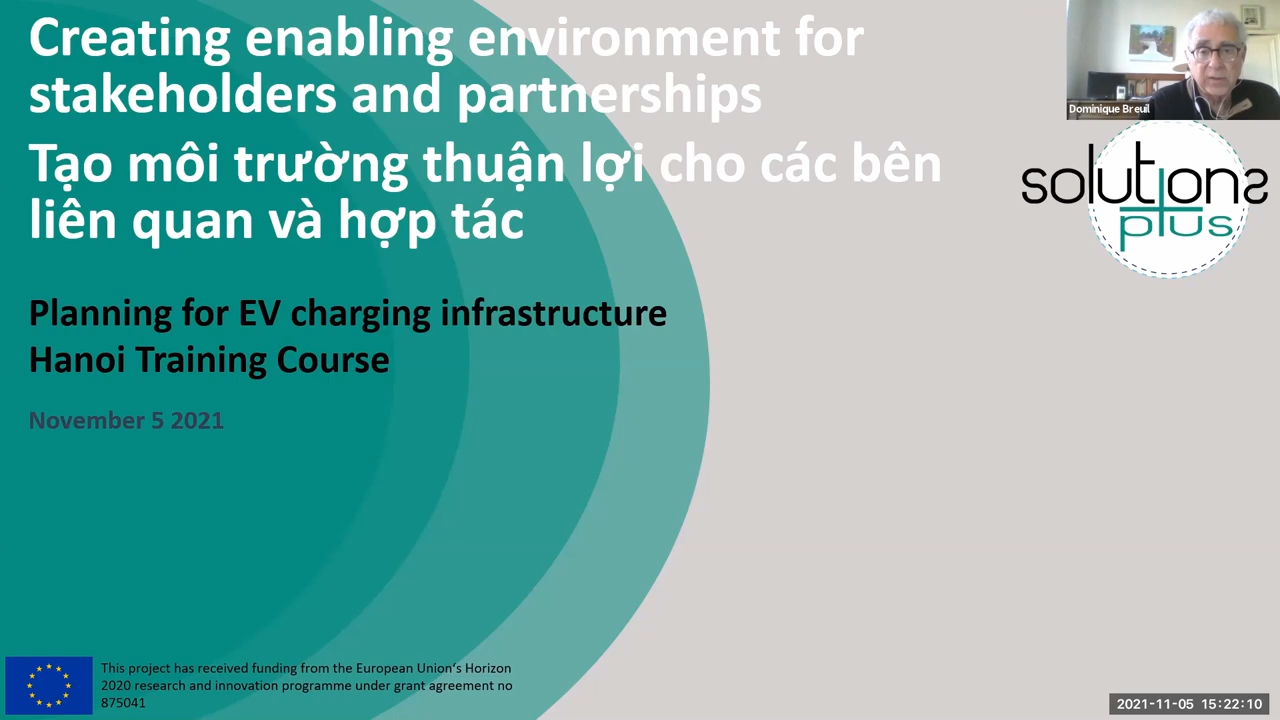 Creating enabling environment for
stakeholders and partnerships
Tạo môi trường thuận lợi cho các bên
liên quan và hợp tác
Planning for EV charging infrastructure
Hanoi Training Course
November 5 2021
Dominique Breuil
solutions
plus
This project has received funding from the European Union‘s Horizon
2020 research and innovation programme under grant agreement no
875041
2021-11-05 15:22:10